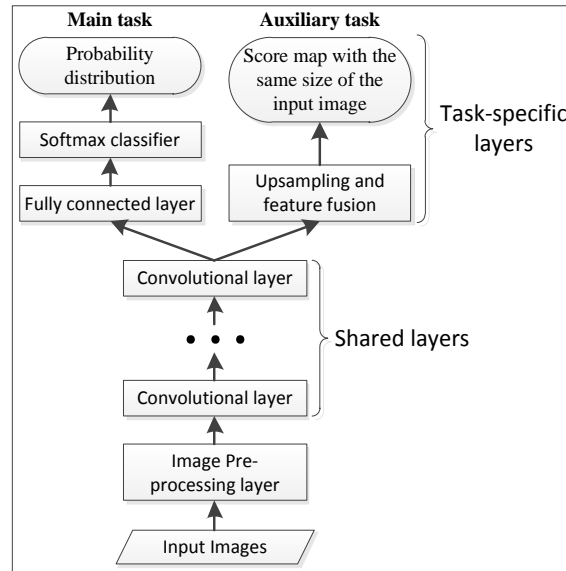 Main task
Auxiliary task
Probability
distribution
Score map with the
same size of the
input image
Softmax classifier
Task-specific
layers
Fully connected layer
Upsampling and
feature fusion
Convolutional layer
• • •
Shared layers
Convolutional layer
Image Pre-
processing layer
Input Images